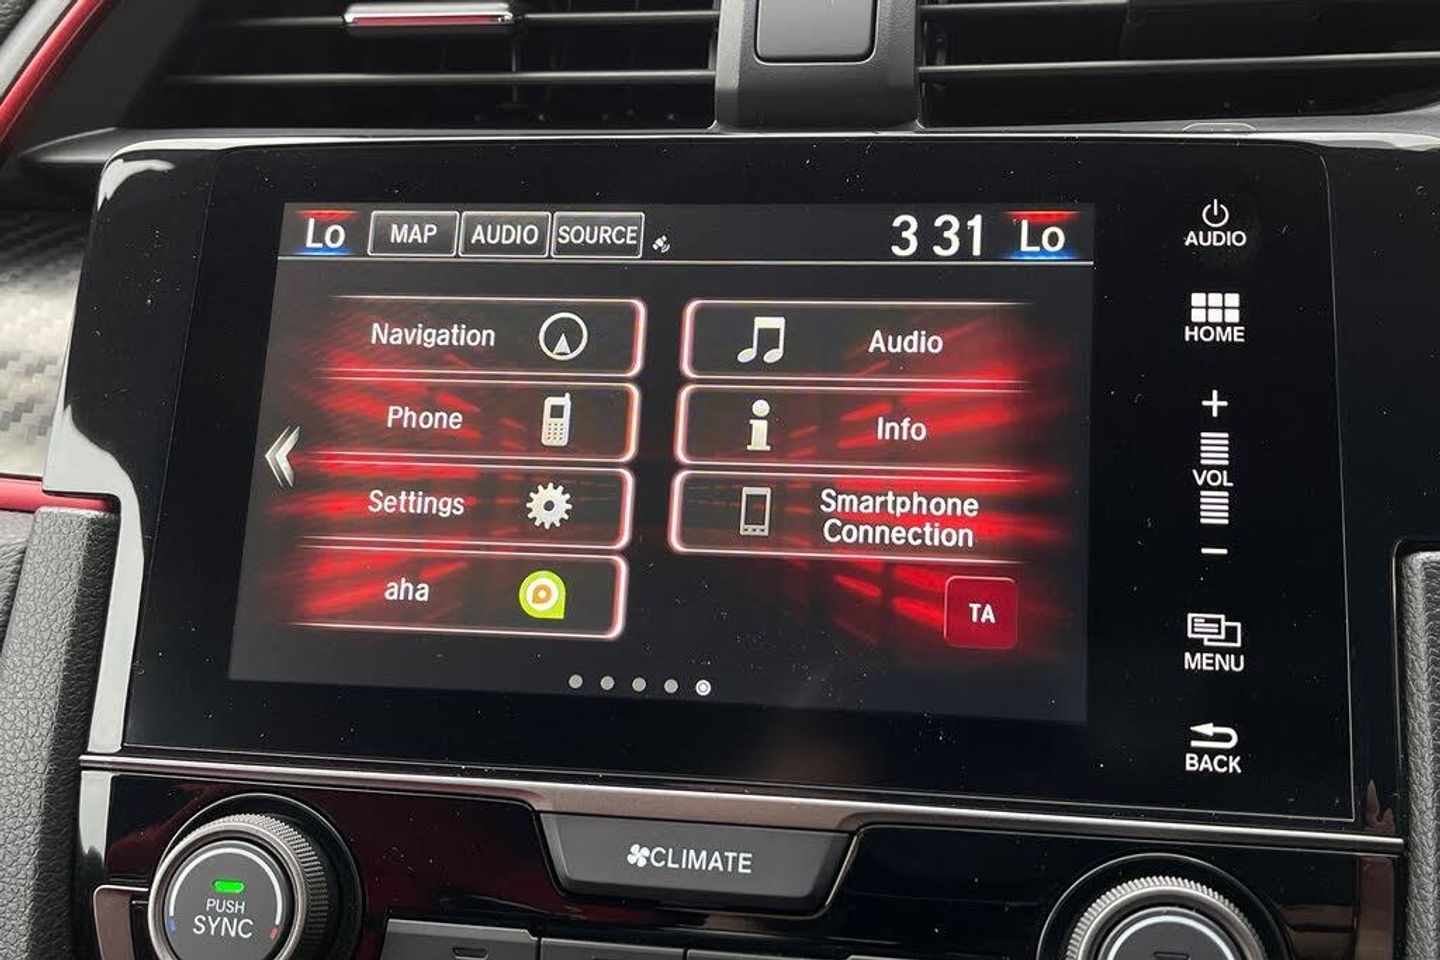 Lo MAP AUDIO SOURCE 3 31 Lo
AUDIO
HOME
Navigation
Audio
Phone
Info
Settings
Smartphone
Connection
aha
TA
+
VOL
−
MENU
BACK
CLIMATE
PUSH
SYNC